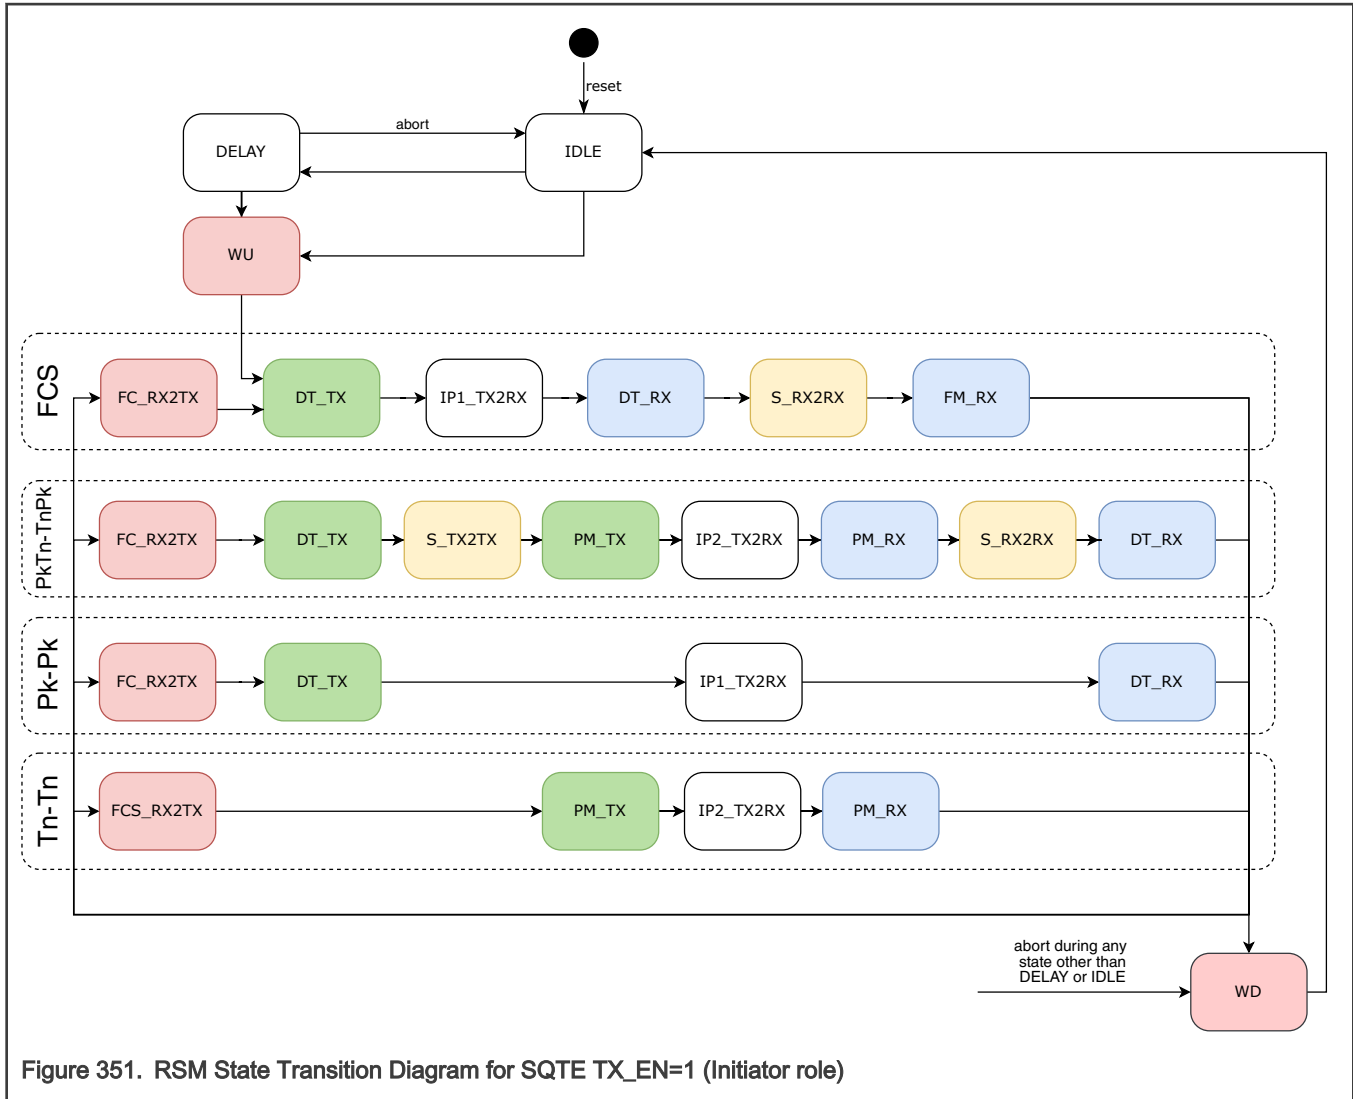 reset
abort
DELAY
IDLE
WU
FCS
FC_RX2TX
DT_TX
IP1_TX2RX
DT_RX
S_RX2RX
FM_RX
PkTn-TnPk
FC_RX2TX
DT_TX
S_TX2TX
PM_TX
IP2_TX2RX
PM_RX
S_RX2RX
DT_RX
Pk-Pk
FC_RX2TX
DT_TX
IP1_TX2RX
DT_RX
Tn-Tn
FCS_RX2TX
PM_TX
IP2_TX2RX
PM_RX
abort during any
state other than
DELAY or IDLE
WD
Figure 351. RSM State Transition Diagram for SQTE TX_EN=1 (Initiator role)